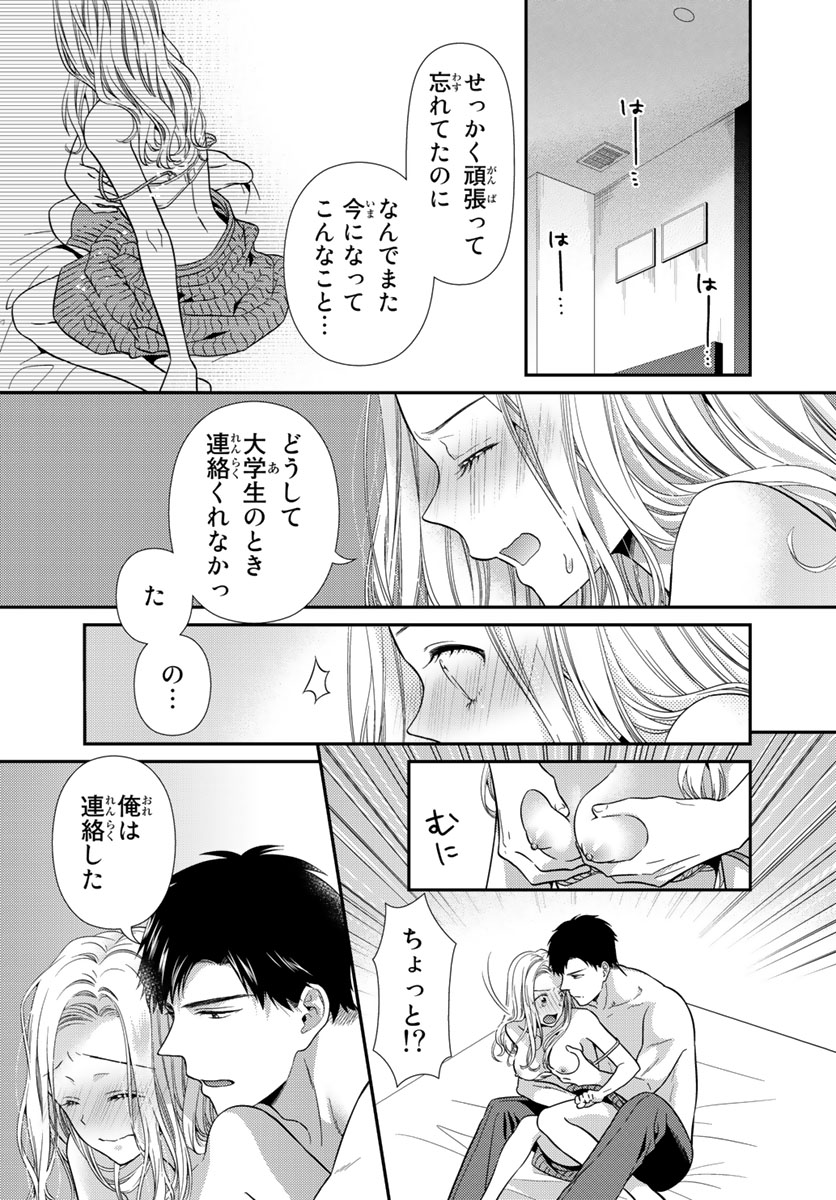 はーっ……
はーっ……
はーっ……
せっかく頑張って
忘れてたのに
なんでまた
今になって
こんなこと…
どうして
大学生のとき
連絡くれなかっ
た
の…
むに
ちょっと!?
俺は
連絡した